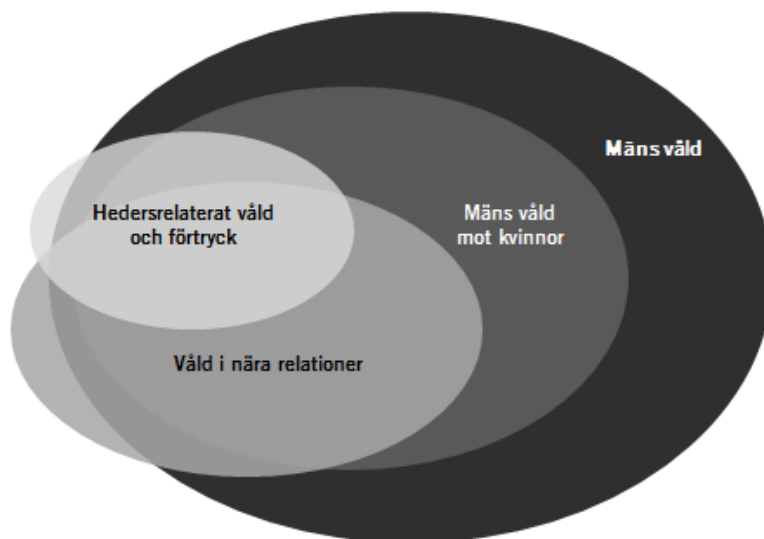 Mäns våld
Hedersrelaterat våld
och förtryck
Mäns våld
mot kvinnor
Våld i nära relationer